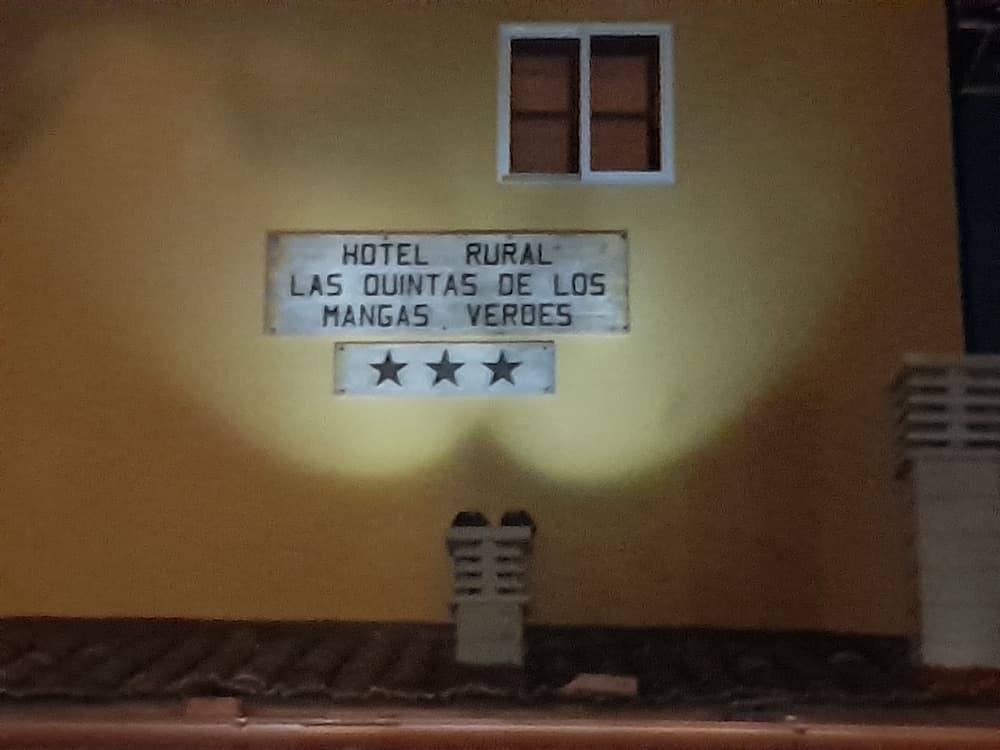 HOTEL RURAL
LAS QUINTAS DE LOS
MANGAS VERDES